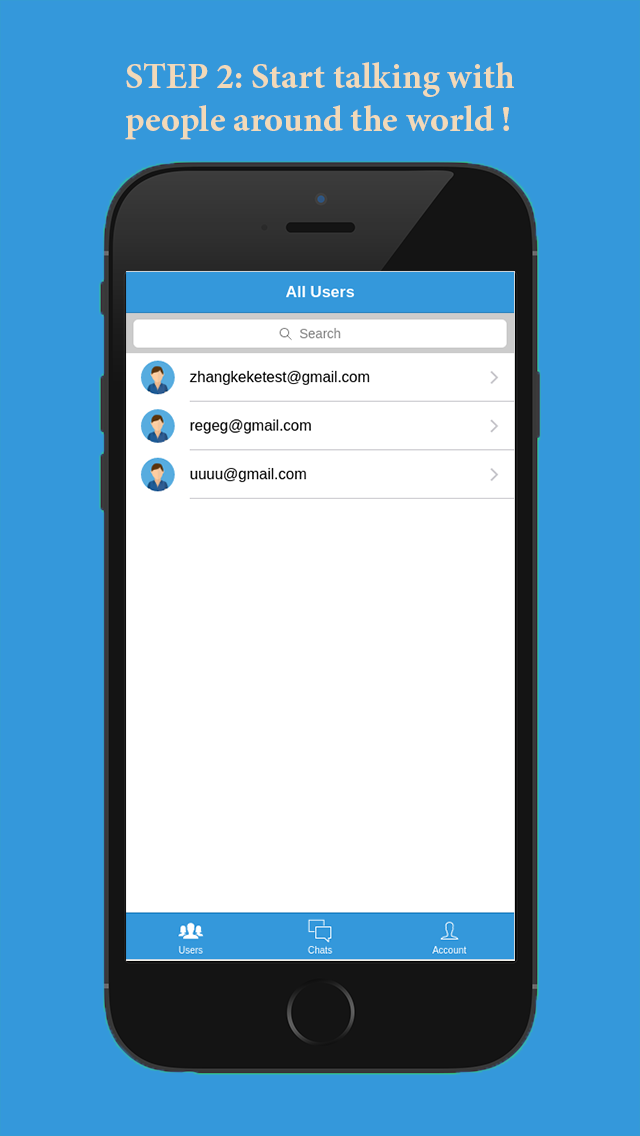 STEP 2: Start talking with
people around the world !
All Users
Search
zhangkeketest@gmail.com
regeg@gmail.com
uuuu@gmail.com
Users
Chats
Account